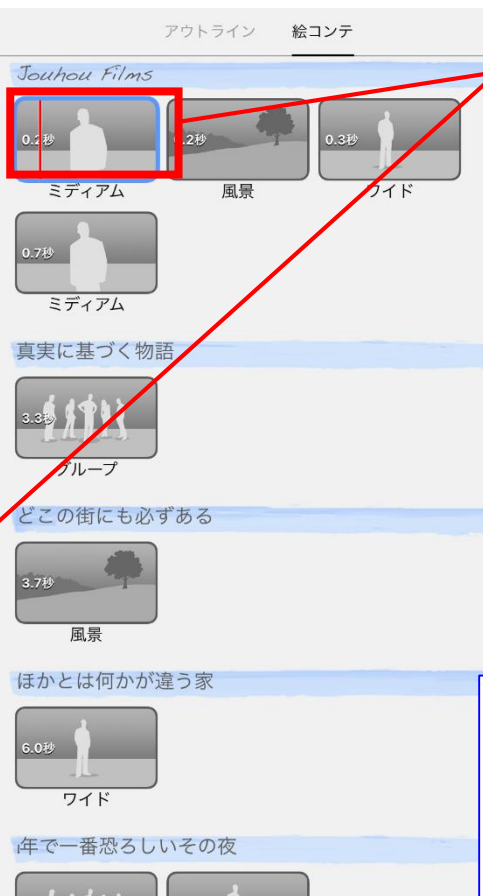 アウトライン 絵コンテ
Jouhou Films
0.2秒 0.2秒 0.3秒
ミディアム 風景 ワイド
0.7秒
ミディアム
真実に基づく物語
3.3秒
グループ
どこの街にも必ずある
3.7秒
風景
ほかとは何かが違う家
6.0秒
ワイド
年で一番恐ろしいその夜